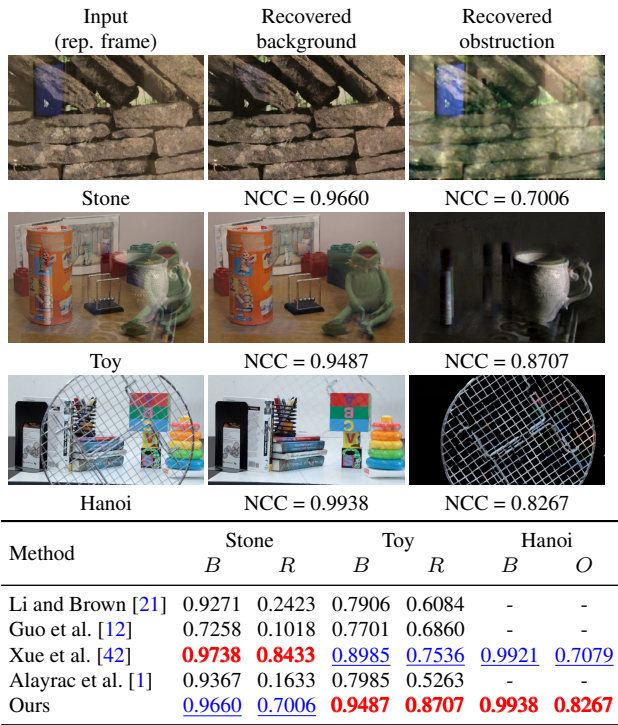 Input Recovered Recovered
(rep. frame) background obstruction
Stone NCC = 0.9660 NCC = 0.7006
Toy NCC = 0.9487 NCC = 0.8707
Hanoi NCC = 0.9938 NCC = 0.8267
Method Stone Toy Hanoi
B R B R B O
Li and Brown [21] 0.9271 0.2423 0.7906 0.6084 - -
Guo et al. [12] 0.7258 0.1018 0.7701 0.6860 - -
Xue et al. [42] 0.9738 0.8433 0.8985 0.7536 0.9921 0.7079
Alayrac et al. [1] 0.9367 0.1633 0.7985 0.5263 - -
Ours 0.9660 0.7006 0.9487 0.8707 0.9938 0.8267